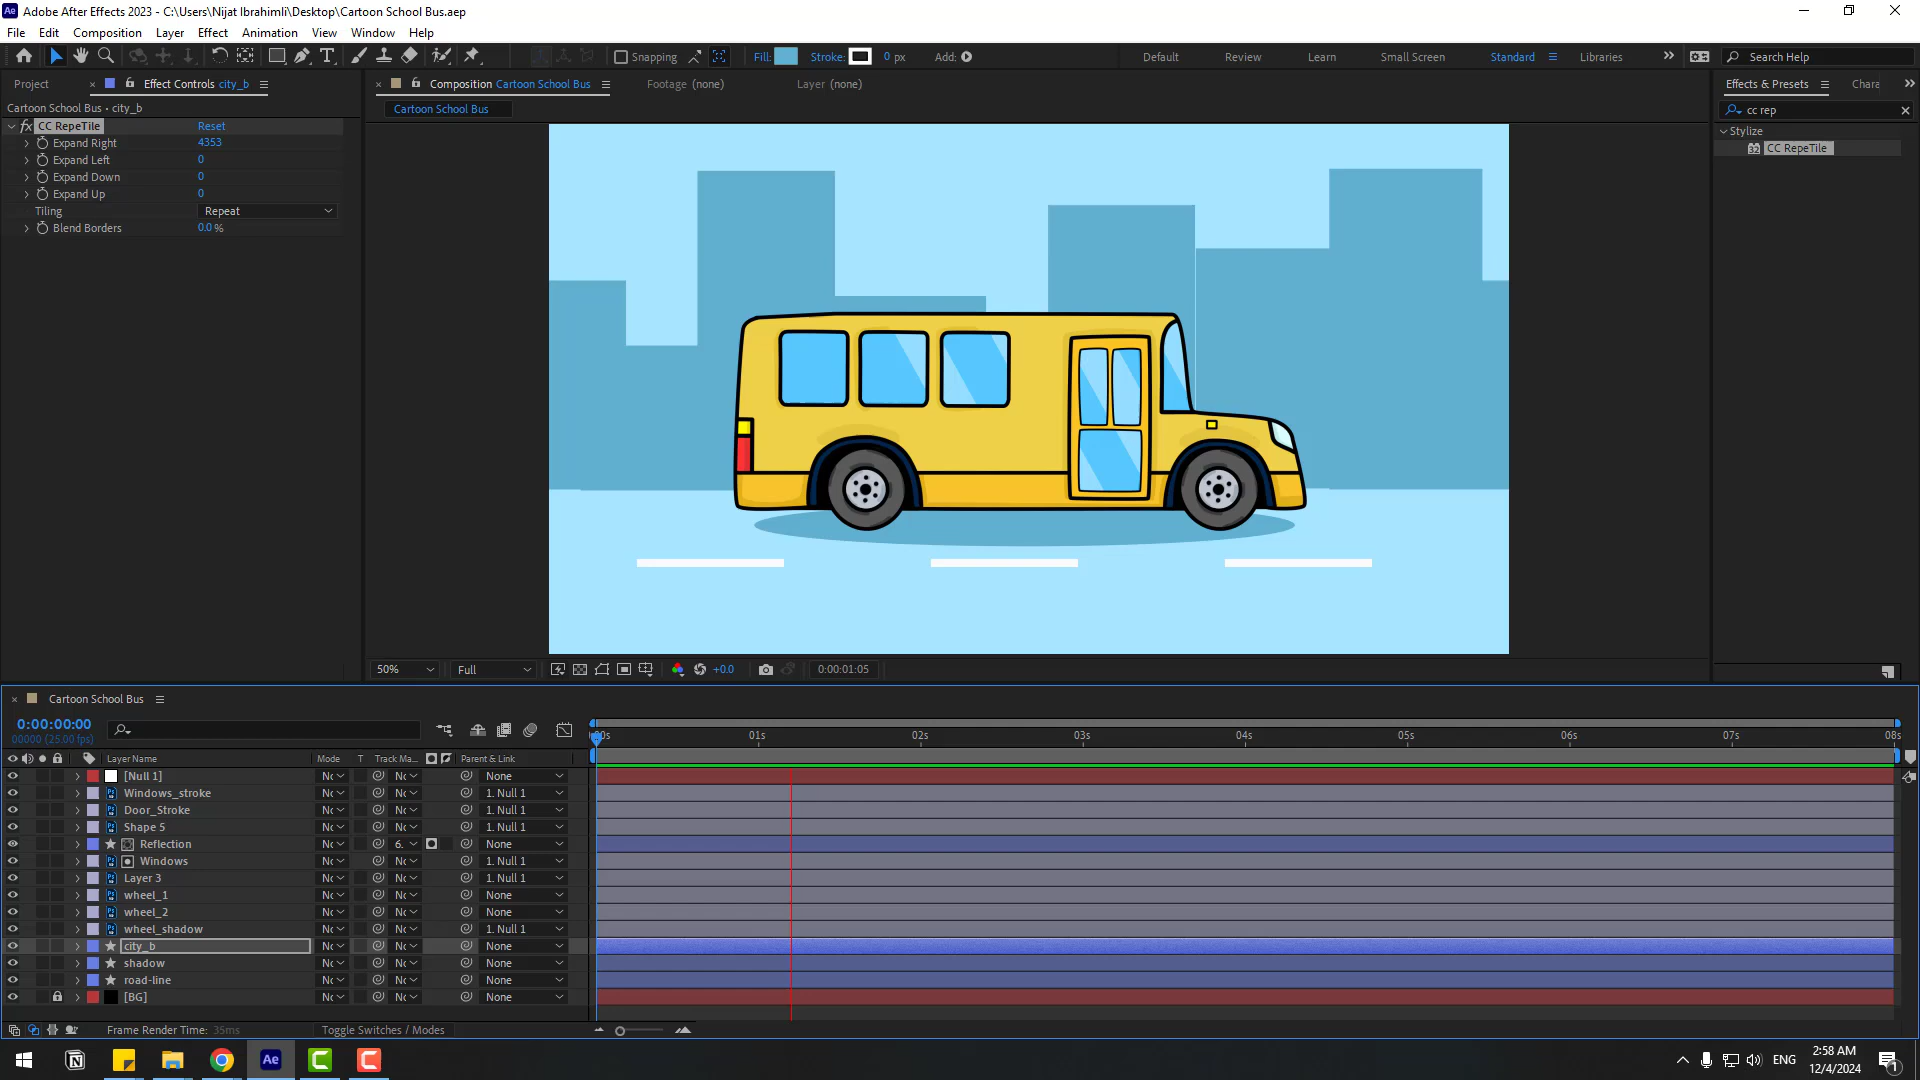 Adobe After Effects 2023 - C:\Users\Nijat Ibrahimli\Desktop\Cartoon School Bus.aep
File Edit Composition Layer Effect Animation View Window Help
Snapping Fill: Stroke: 0 px Add: Default Review Learn Small Screen Standard Libraries Search Help
Project Effect Controls city_b
Composition Cartoon School Bus Footage (none) Layer (none)
Effects & Presets Chara
Cartoon School Bus • city_b
Cartoon School Bus
cc rep
fx CC RepeTile Reset
Expand Right 4353
Expand Left 0
Expand Down 0
Expand Up 0
Tiling Repeat
Blend Borders 0.0 %
Stylize
CC RepeTile
50% Full +0.0 0:00:01:05
Cartoon School Bus
0:00:00:00
00000 (25.00 fps)
:00s 01s 02s 03s 04s 05s 06s 07s 08s
Layer Name Mode T Track Ma... Parent & Link
[Null 1] None
Windows_stroke 1. Null 1
Door_Stroke 1. Null 1
Shape 5 1. Null 1
Reflection 6. None
Windows 1. Null 1
Layer 3 1. Null 1
wheel_1 None
wheel_2 None
wheel_shadow 1. Null 1
city_b None
shadow None
road-line None
[BG] None
Frame Render Time: 35ms Toggle Switches / Modes
Ae ENG 2:58 AM
12/4/2024 1